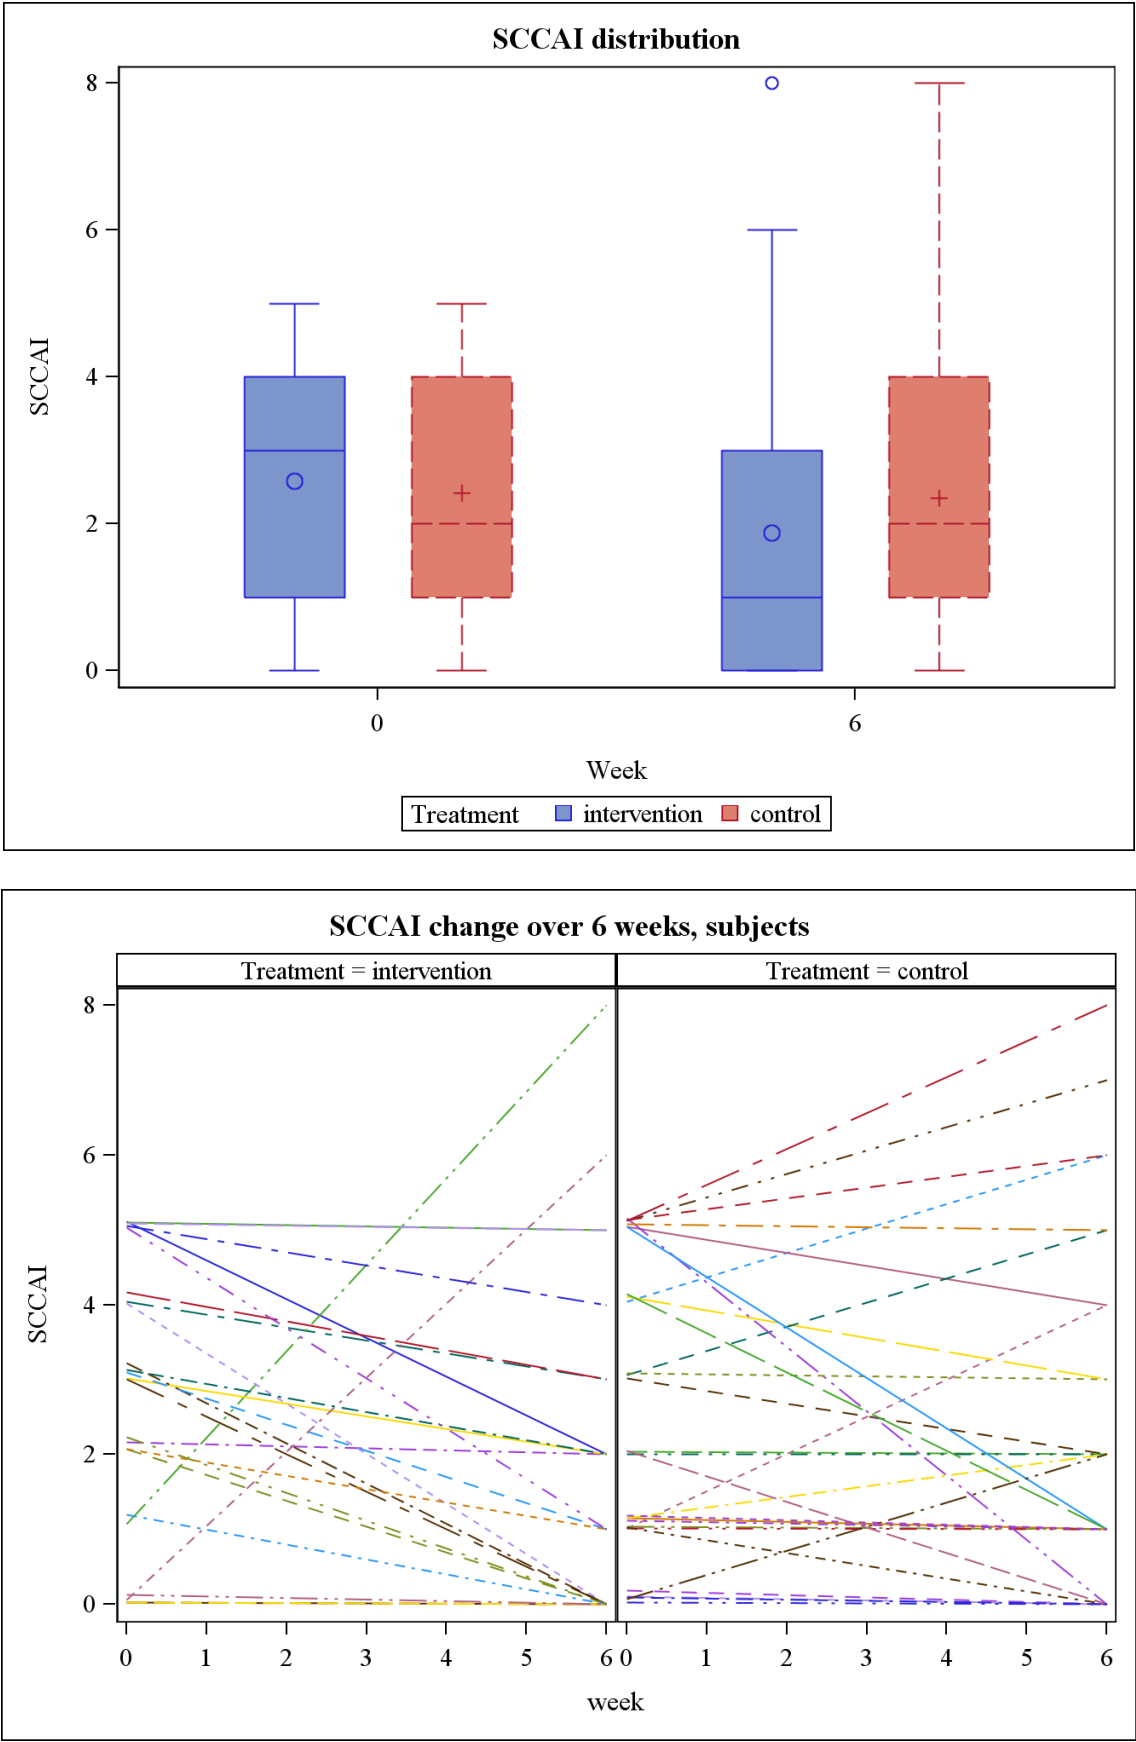 SCCAI distribution
8
6
4
2
0
SCCAI
0 6
Week
Treatment intervention control
SCCAI change over 6 weeks, subjects
Treatment = intervention Treatment = control
8
6
4
2
0
SCCAI
0 1 2 3 4 5 6 0 1 2 3 4 5 6
week